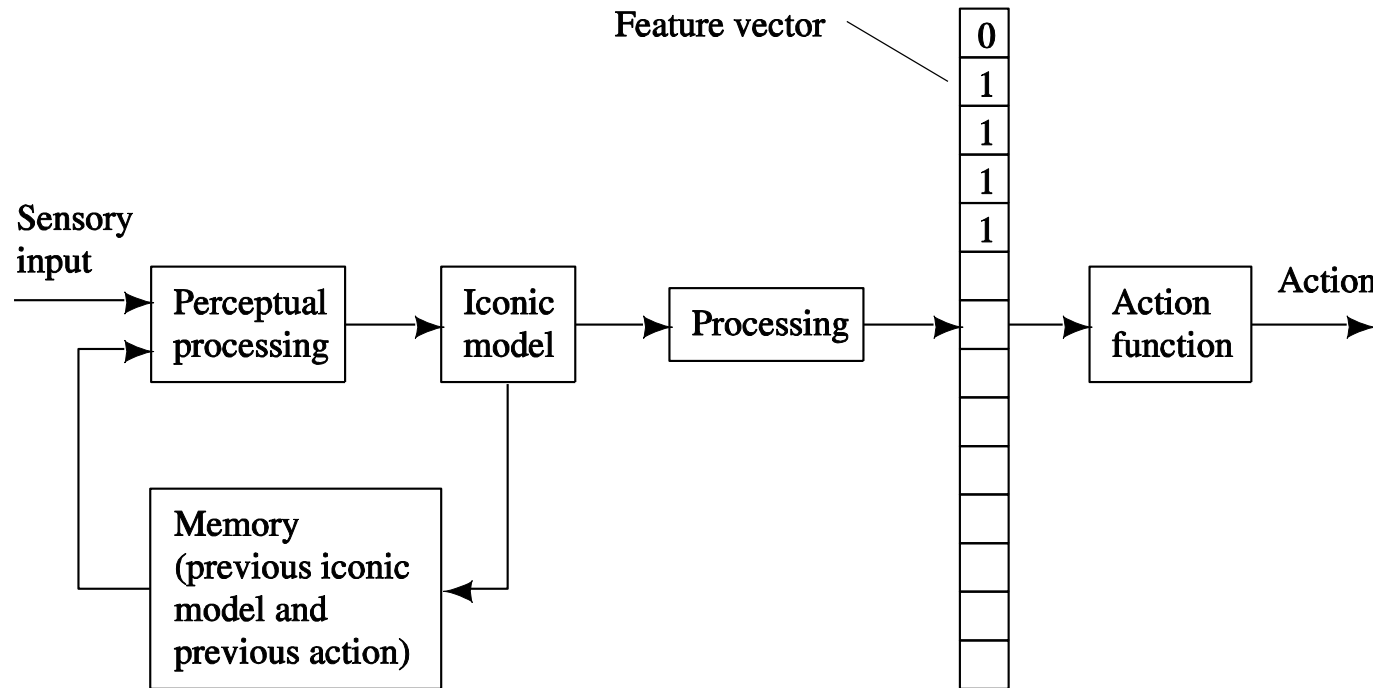 Feature vector
0
1
1
1
1
Sensory
input
Perceptual
processing
Iconic
model
Processing
Action
function
Action
Memory
(previous iconic
model and
previous action)